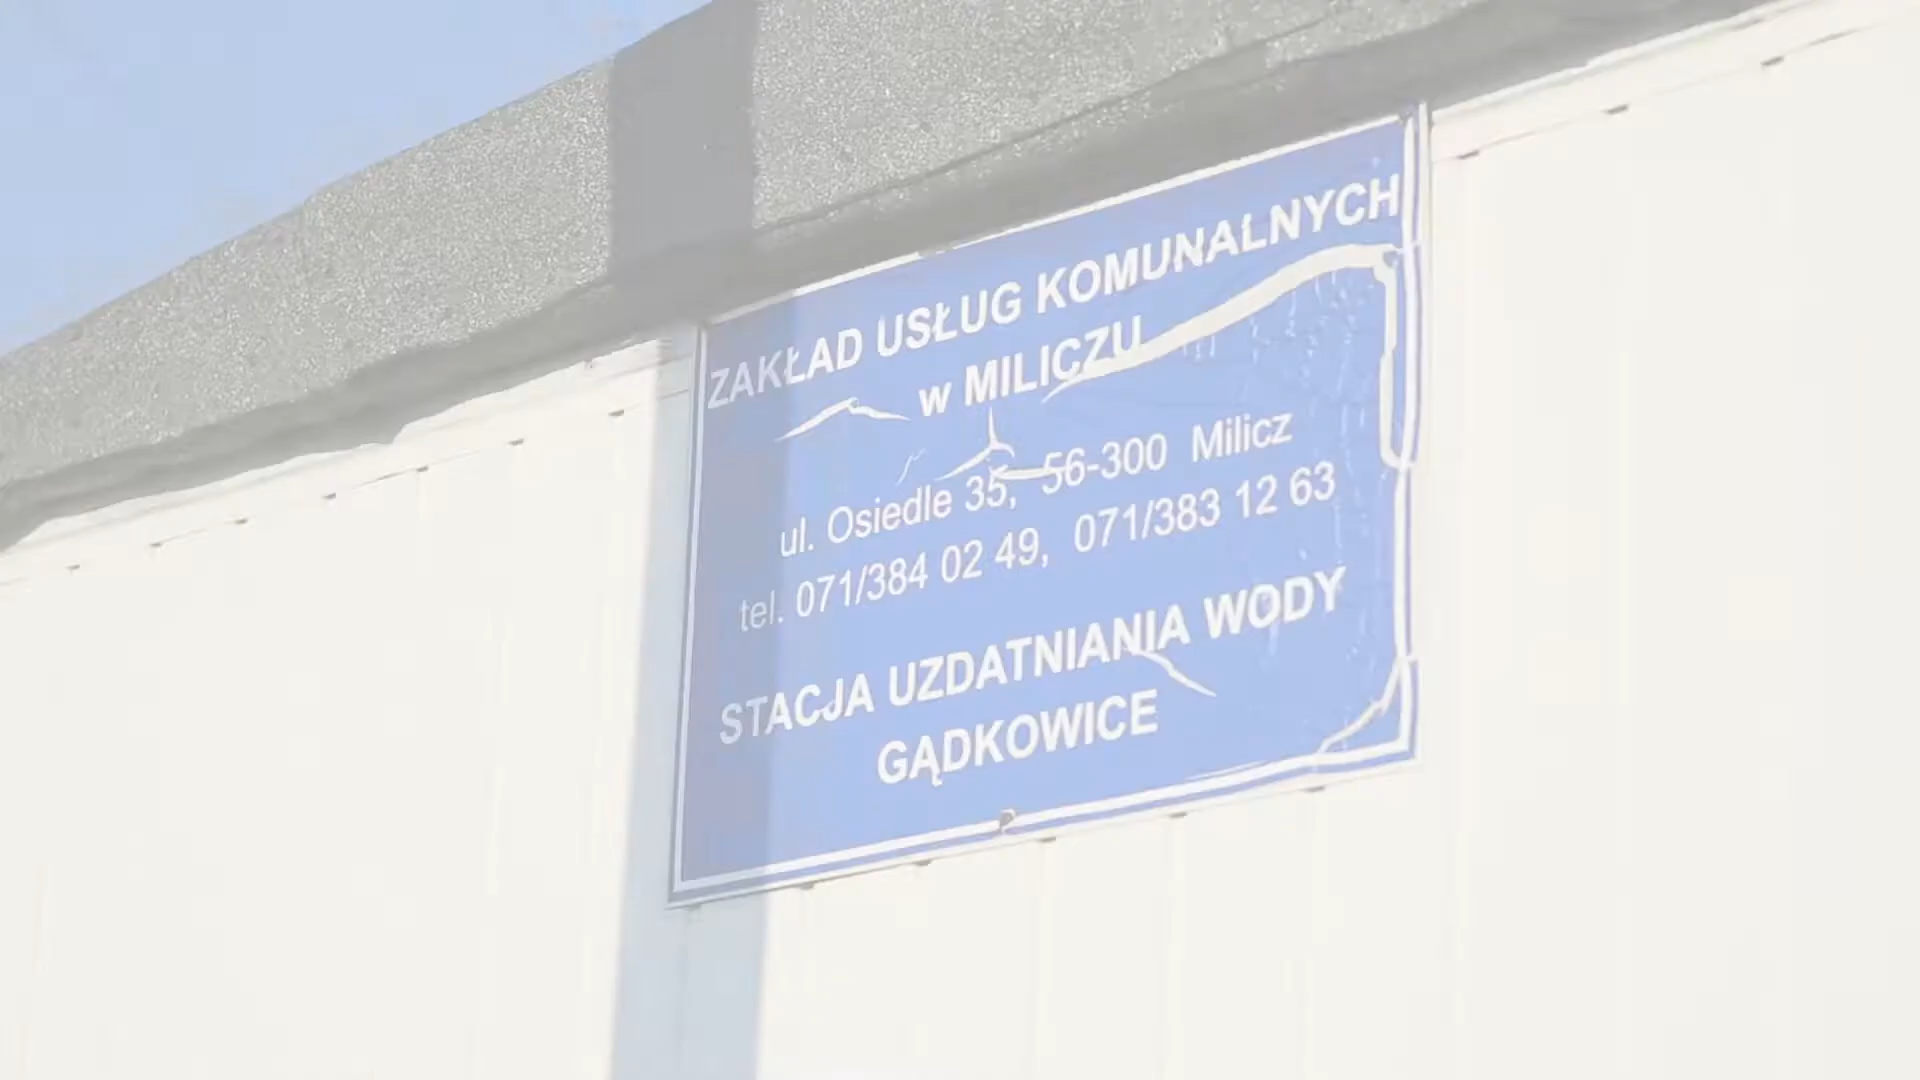 ZAKŁAD USŁUG KOMUNALNYCH
w MILICZU
ul. Osiedle 35, 56-300 Milicz
tel. 071/384 02 49, 071/383 12 63
STACJA UZDATNIANIA WODY
GĄDKOWICE